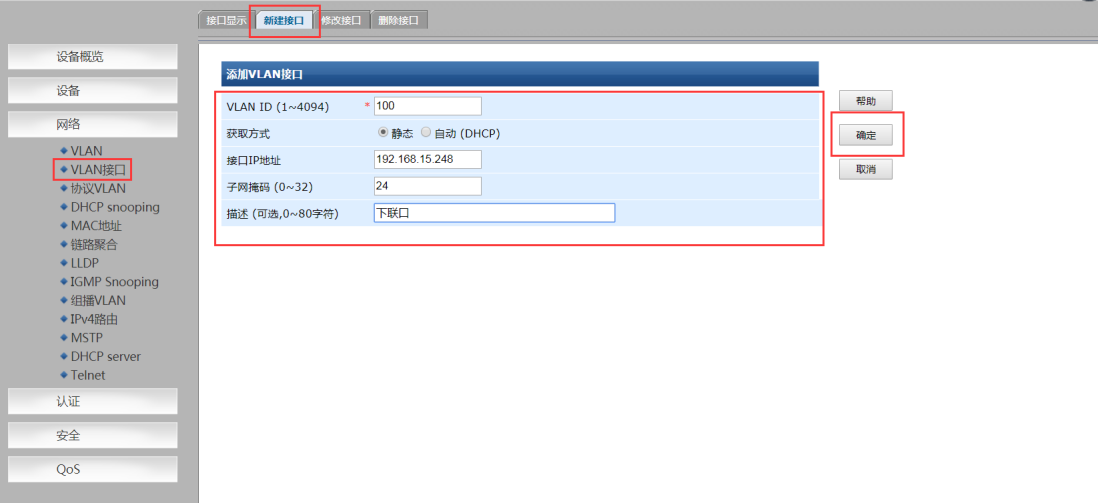 接口显示 新建接口 修改接口 删除接口
设备概览
设备
网络
VLAN
VLAN接口
协议VLAN
DHCP snooping
MAC地址
链路聚合
LLDP
IGMP Snooping
组播VLAN
IPv4路由
MSTP
DHCP server
Telnet
认证
安全
QoS
添加VLAN接口
VLAN ID (1~4094) * 100
获取方式 静态 自动 (DHCP)
接口IP地址 192.168.15.248
子网掩码 (0~32) 24
描述 (可选,0~80字符) 下联口
帮助
确定
取消